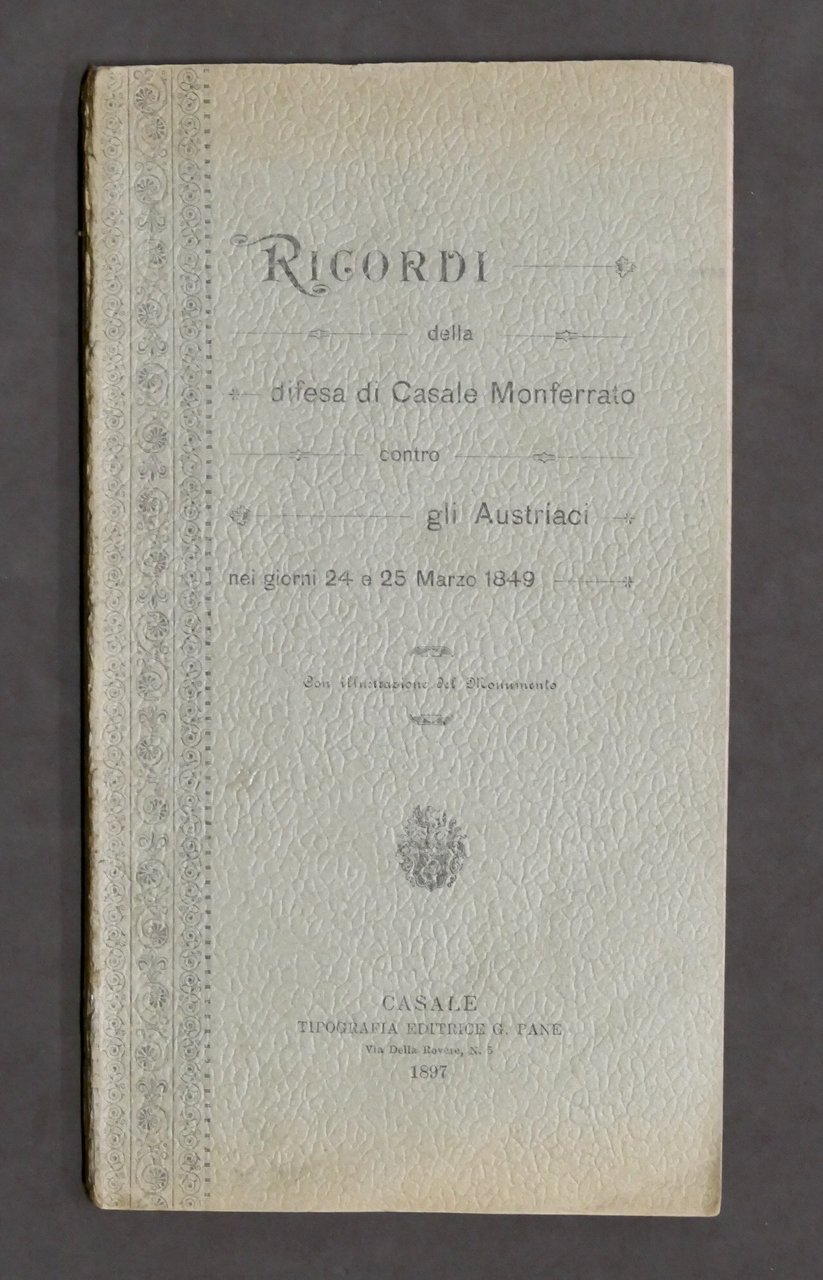 RICORDI
della
difesa di Casale Monferrato
contro
gli Austriaci
nei giorni 24 e 25 Marzo 1849
Con illustrazione del Monumento
CASALE
TIPOGRAFIA EDITRICE G. PANE
Via Della Rovere, N. 5
1897